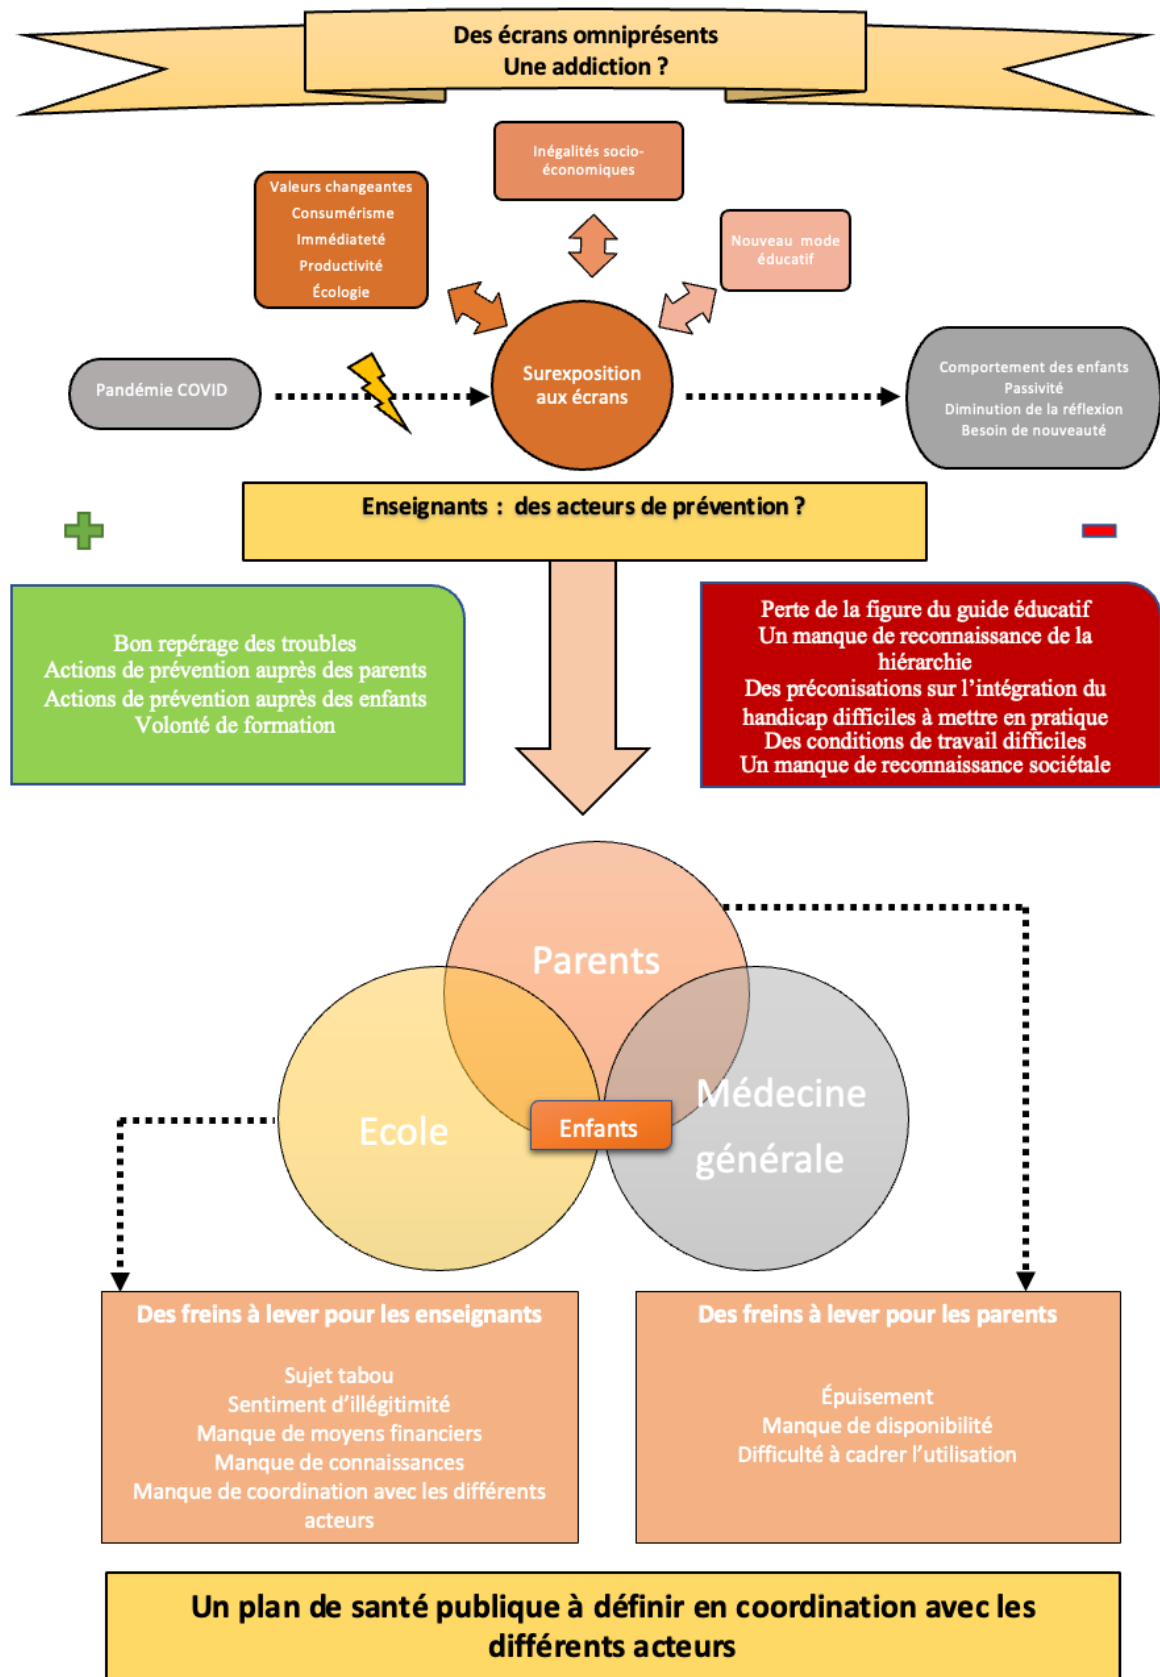 Des écrans omniprésents
Une addiction ?
Inégalités socio-
économiques
Valeurs changeantes
Consumérisme
Immédiateté
Productivité
Écologie
Nouveau mode
éducatif
Pandémie COVID
Surexposition
aux écrans
Comportement des enfants
Passivité
Diminution de la réflexion
Besoin de nouveauté
Enseignants : des acteurs de prévention ?
Bon repérage des troubles
Actions de prévention auprès des parents
Actions de prévention auprès des enfants
Volonté de formation
Perte de la figure du guide éducatif
Un manque de reconnaissance de la
hiérarchie
Des préconisations sur l’intégration du
handicap difficiles à mettre en pratique
Des conditions de travail difficiles
Un manque de reconnaissance sociétale
Parents
Ecole
Médecine
générale
Enfants
Des freins à lever pour les enseignants
Sujet tabou
Sentiment d’illégitimité
Manque de moyens financiers
Manque de connaissances
Manque de coordination avec les différents
acteurs
Des freins à lever pour les parents
Épuisement
Manque de disponibilité
Difficulté à cadrer l’utilisation
Un plan de santé publique à définir en coordination avec les
différents acteurs